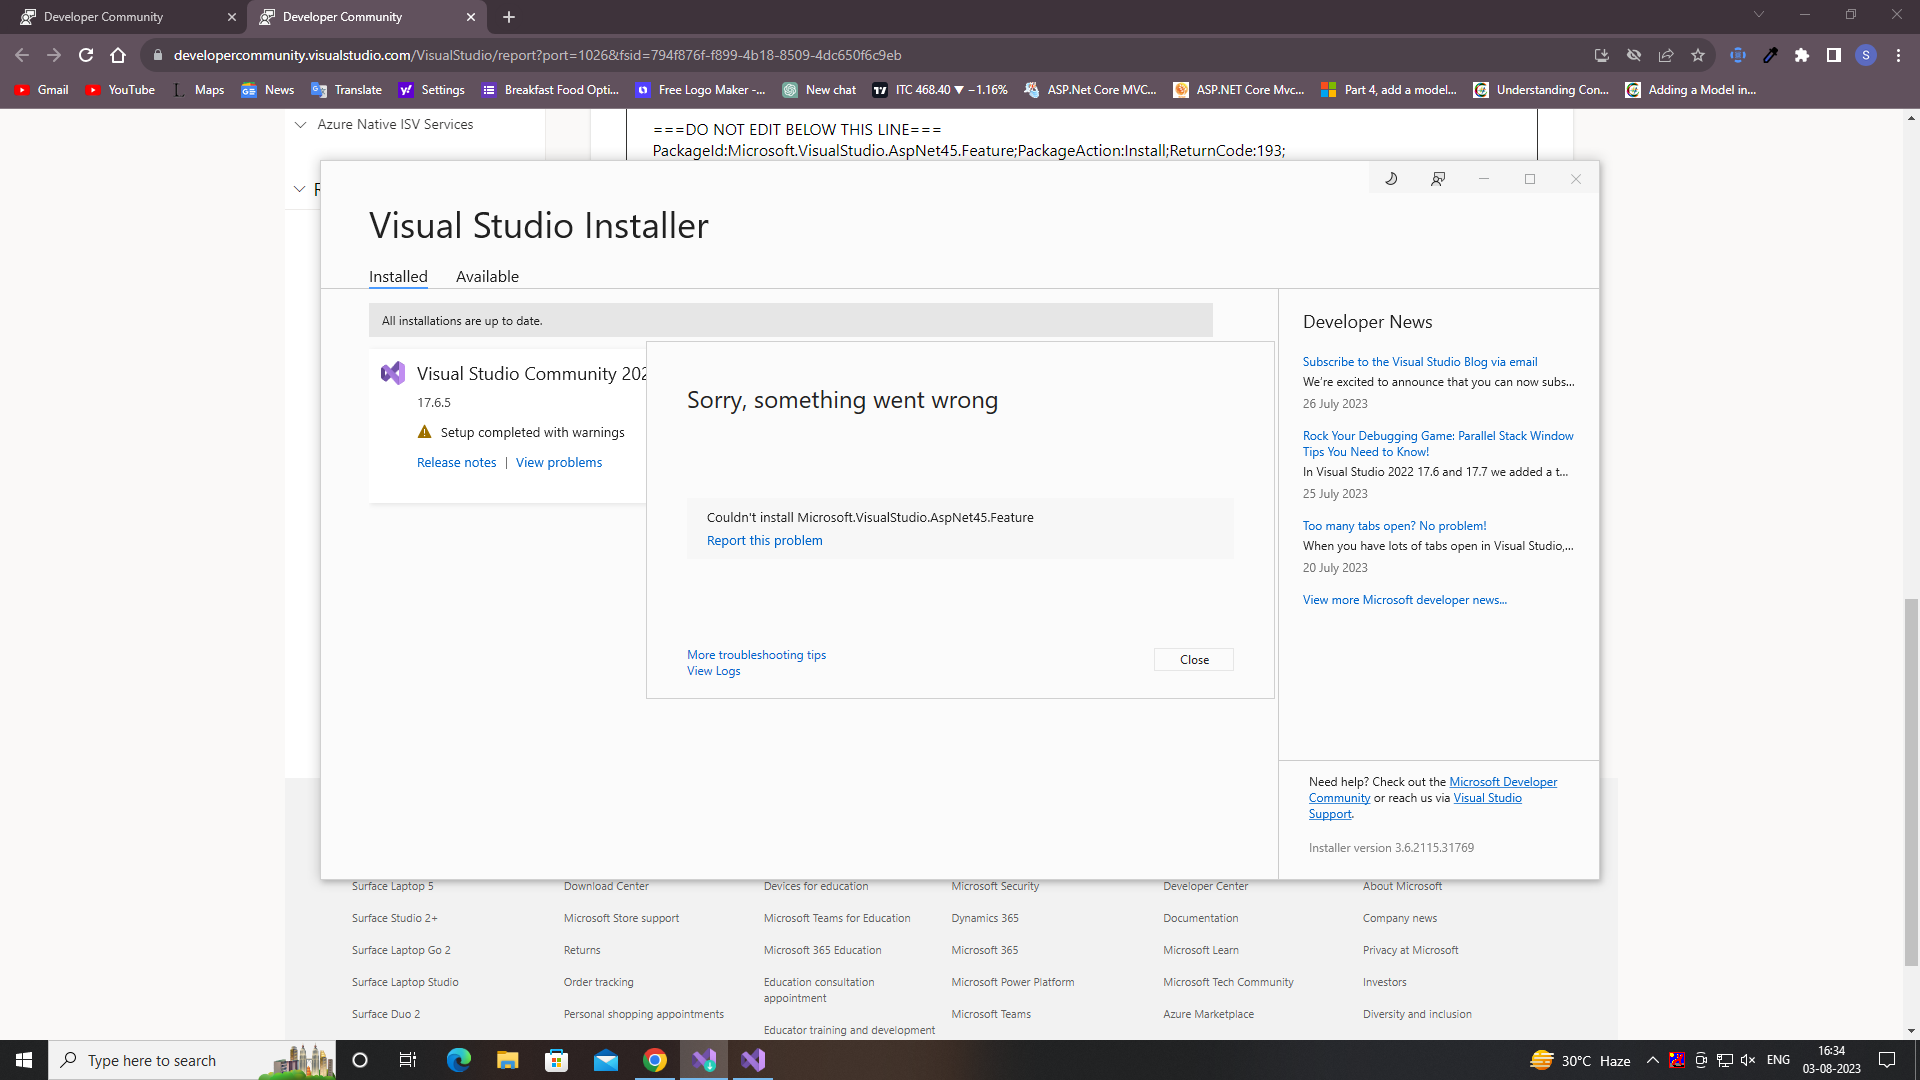 Developer Community
Developer Community
developercommunity.visualstudio.com/VisualStudio/report?port=1026&fsid=794f876f-f899-4b18-8509-4dc650f6c9eb
S
Gmail
YouTube
Maps
News
Translate
Settings
Breakfast Food Opti...
Free Logo Maker -...
New chat
ITC 468.40 ▼ −1.16%
ASP.Net Core MVC...
ASP.NET Core Mvc...
Part 4, add a model...
Understanding Con...
Adding a Model in...
Azure Native ISV Services
===DO NOT EDIT BELOW THIS LINE===
PackageId:Microsoft.VisualStudio.AspNet45.Feature;PackageAction:Install;ReturnCode:193;
Visual Studio Installer
Installed
Available
All installations are up to date.
Visual Studio Community 202
17.6.5
Setup completed with warnings
Release notes | View problems
Sorry, something went wrong
Couldn't install Microsoft.VisualStudio.AspNet45.Feature
Report this problem
More troubleshooting tips
View Logs
Close
Developer News
Subscribe to the Visual Studio Blog via email
We're excited to announce that you can now subs...
26 July 2023
Rock Your Debugging Game: Parallel Stack Window
Tips You Need to Know!
In Visual Studio 2022 17.6 and 17.7 we added a t...
25 July 2023
Too many tabs open? No problem!
When you have lots of tabs open in Visual Studio,...
20 July 2023
View more Microsoft developer news...
Need help? Check out the Microsoft Developer
Community or reach us via Visual Studio
Support.
Installer version 3.6.2115.31769
Surface Laptop 5
Surface Studio 2+
Surface Laptop Go 2
Surface Laptop Studio
Surface Duo 2
Download Center
Microsoft Store support
Returns
Order tracking
Personal shopping appointments
Devices for education
Microsoft Teams for Education
Microsoft 365 Education
Education consultation
appointment
Educator training and development
Microsoft Security
Dynamics 365
Microsoft 365
Microsoft Power Platform
Microsoft Teams
Developer Center
Documentation
Microsoft Learn
Microsoft Tech Community
Azure Marketplace
About Microsoft
Company news
Privacy at Microsoft
Investors
Diversity and inclusion
Type here to search
30°C Haze
ENG
16:34
03-08-2023